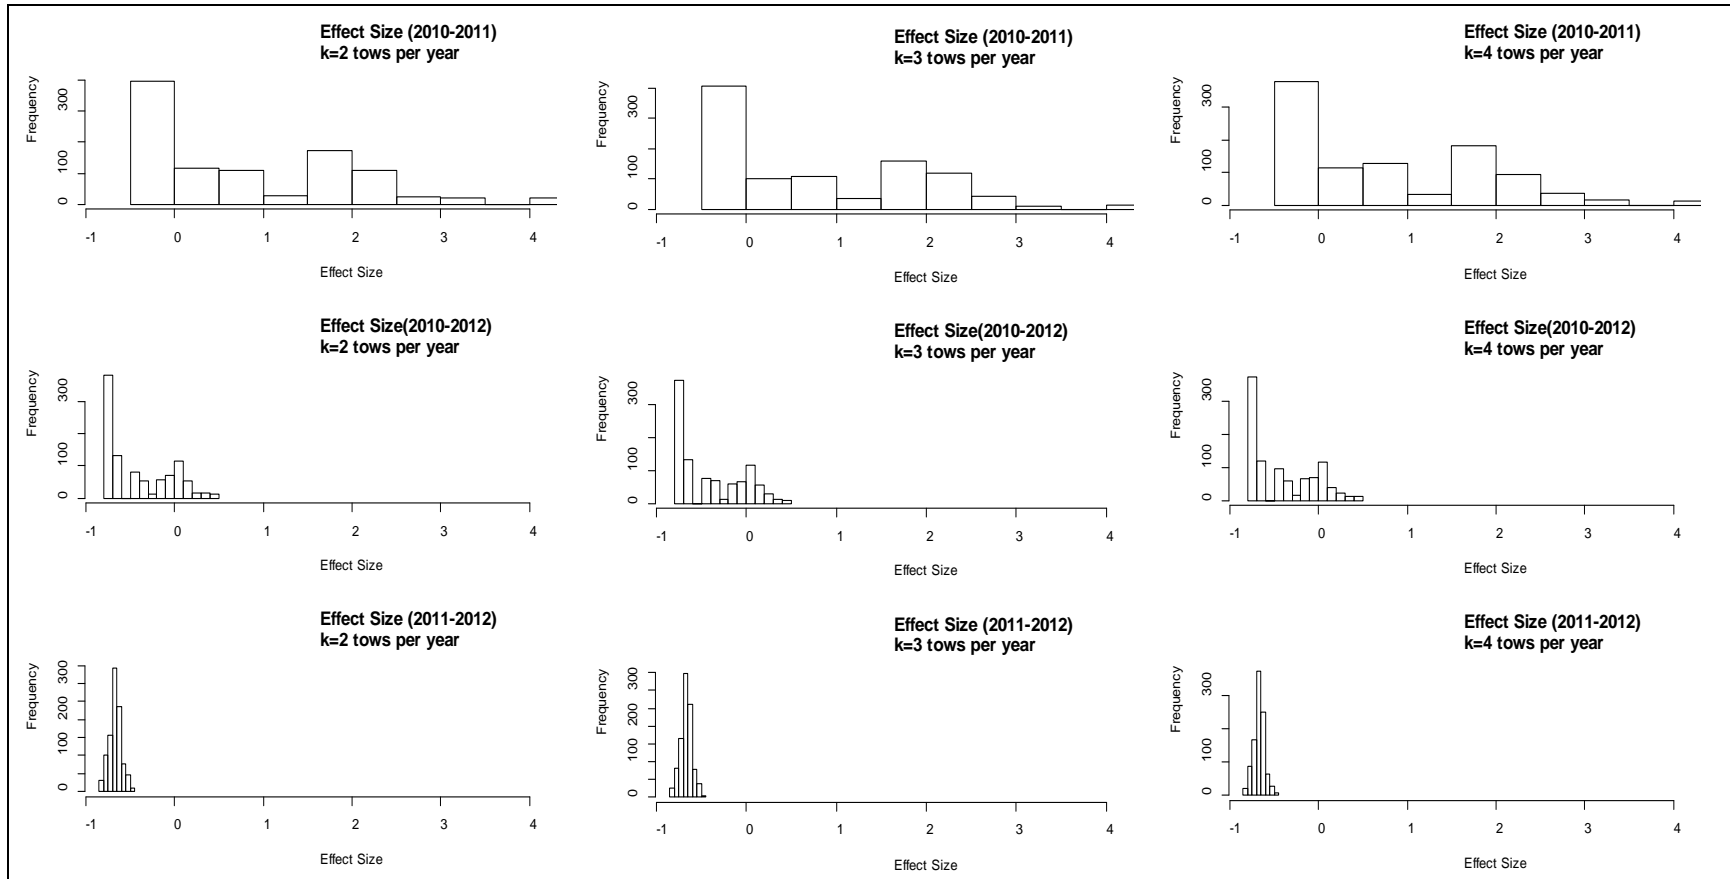 Effect Size (2010-2011)
k=2 tows per year
Frequency
300
100
0
-1 0 1 2 3 4
Effect Size
Effect Size (2010-2011)
k=3 tows per year
Frequency
300
100
0
-1 0 1 2 3 4
Effect Size
Effect Size (2010-2011)
k=4 tows per year
Frequency
300
100
0
-1 0 1 2 3 4
Effect Size
Effect Size(2010-2012)
k=2 tows per year
Frequency
300
100
0
-1 0 1 2 3 4
Effect Size
Effect Size(2010-2012)
k=3 tows per year
Frequency
300
100
0
-1 0 1 2 3 4
Effect Size
Effect Size(2010-2012)
k=4 tows per year
Frequency
300
100
0
-1 0 1 2 3 4
Effect Size
Effect Size (2011-2012)
k=2 tows per year
Frequency
300
200
100
0
-1 0 1 2 3 4
Effect Size
Effect Size (2011-2012)
k=3 tows per year
Frequency
300
200
100
0
-1 0 1 2 3 4
Effect Size
Effect Size (2011-2012)
k=4 tows per year
Frequency
300
100
0
-1 0 1 2 3 4
Effect Size